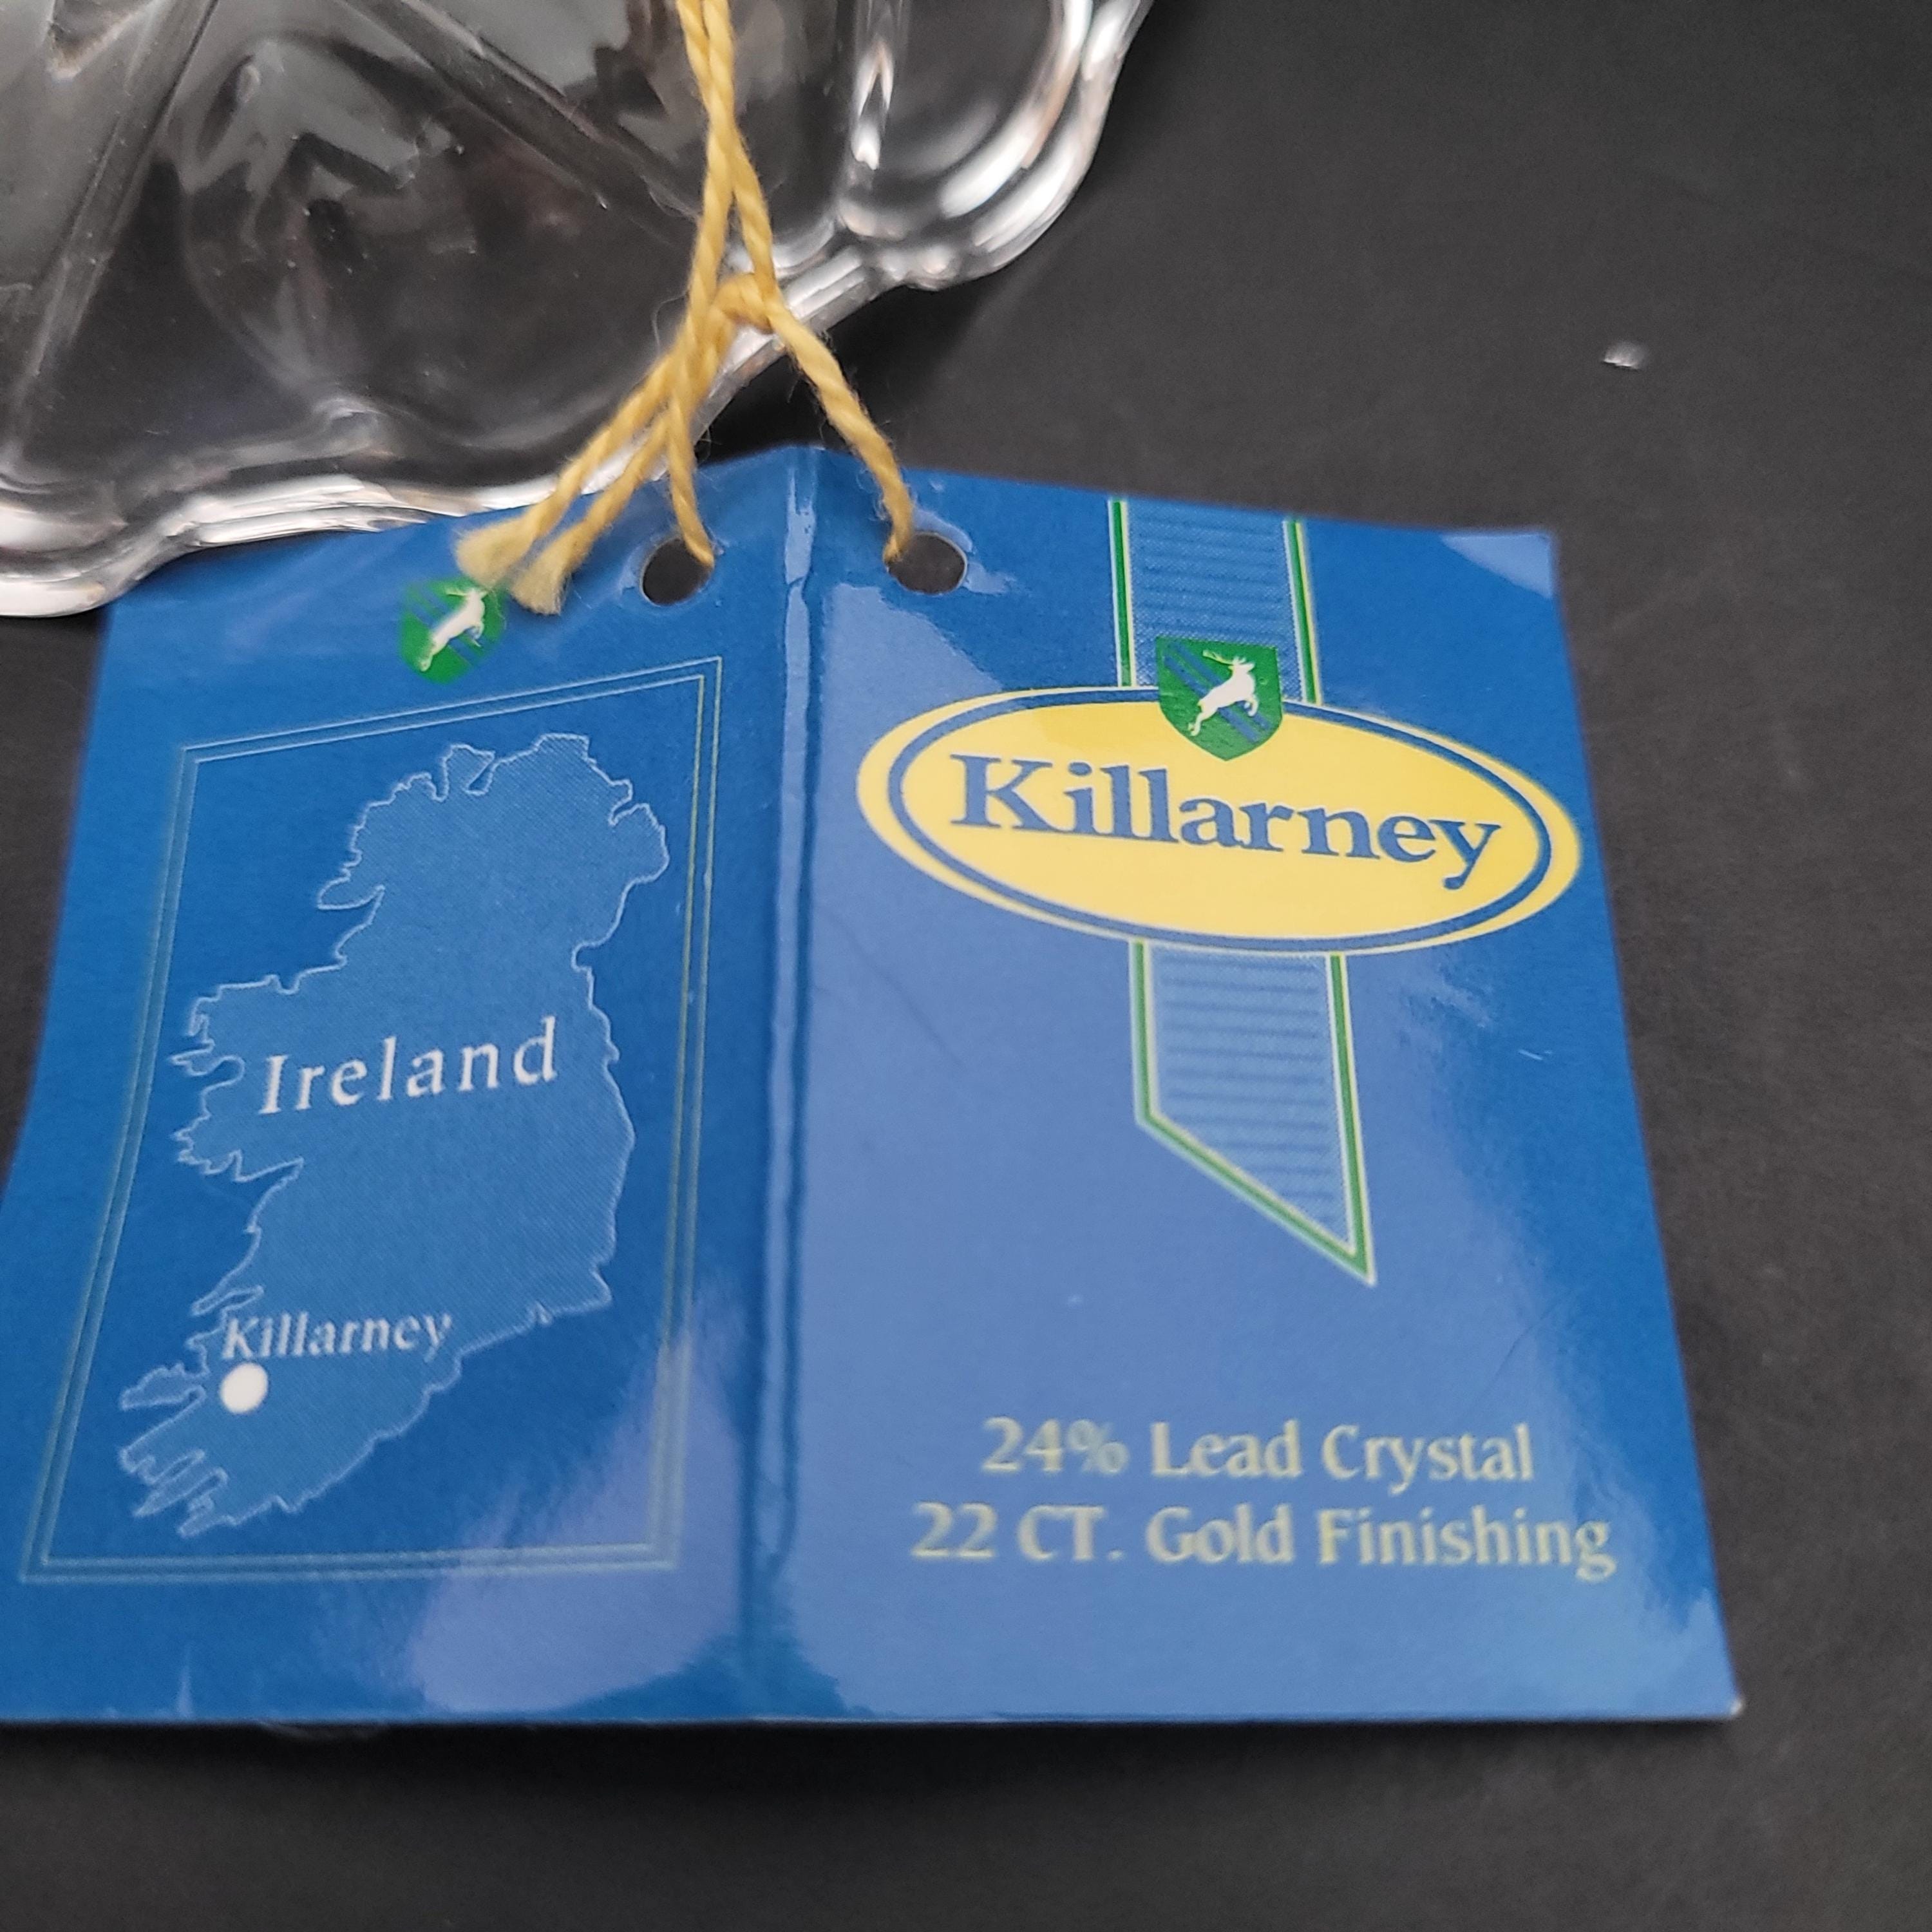 Ireland
Killarney
Killarney
24% Lead Crystal
22 CT. Gold Finishing